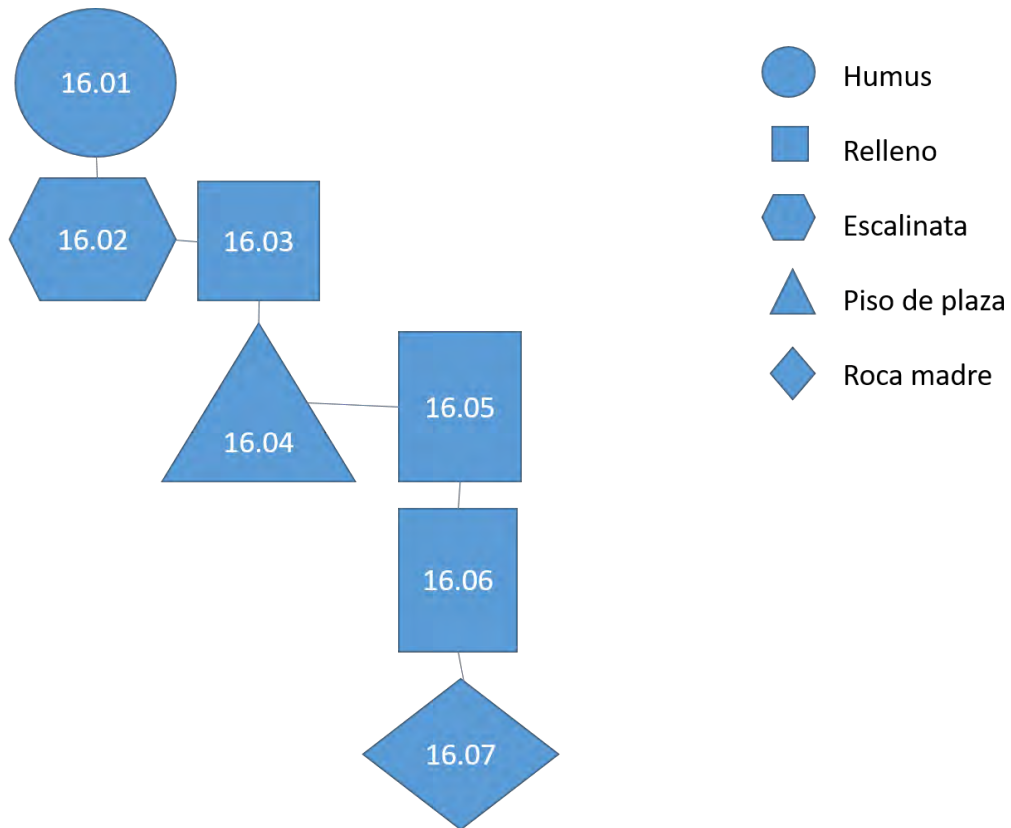 16.01
16.02
16.03
16.04
16.05
16.06
16.07
Humus
Relleno
Escalinata
Piso de plaza
Roca madre